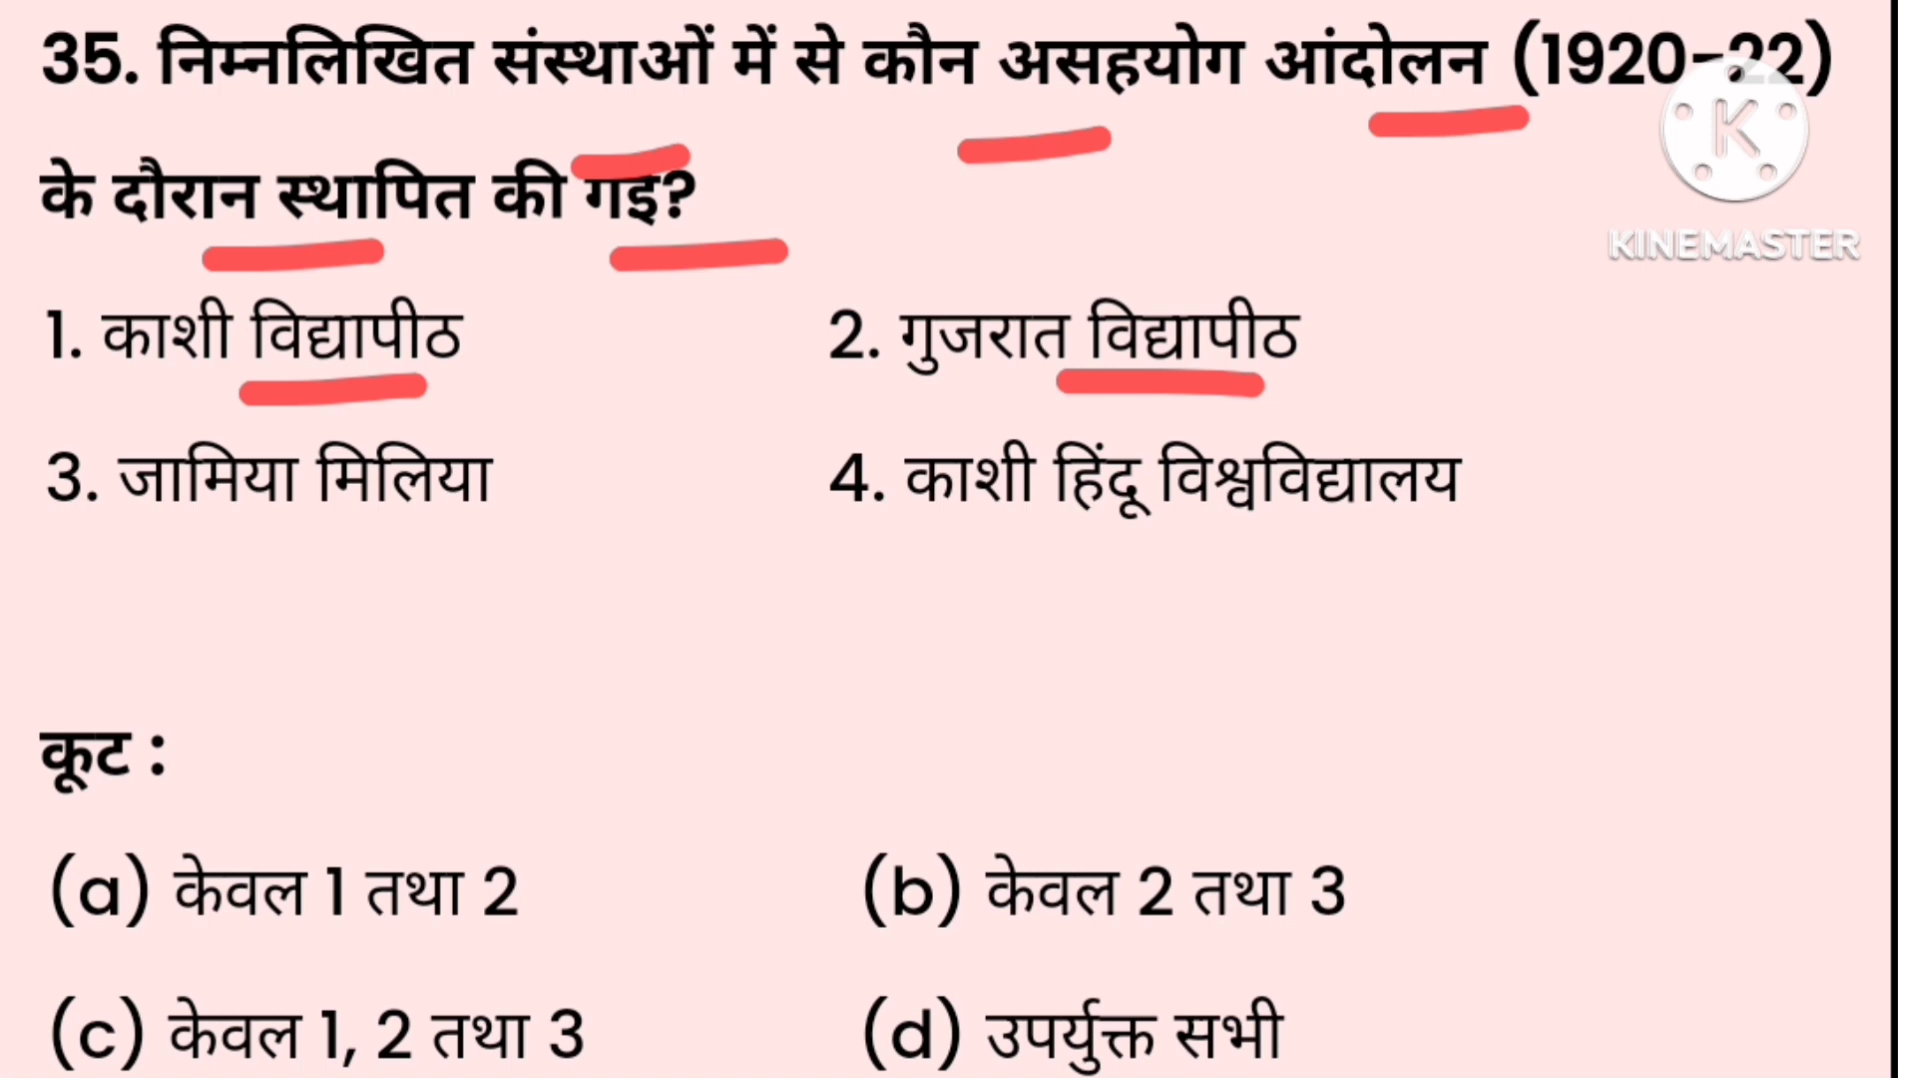 35. निम्नलिखित संस्थाओं में से कौन असहयोग आंदोलन (1920-22)
के दौरान स्थापित की गई?
KINEMASTER
1. काशी विद्यापीठ 2. गुजरात विद्यापीठ
3. जामिया मिलिया 4. काशी हिंदू विश्वविद्यालय
कूट :
(a) केवल 1 तथा 2 (b) केवल 2 तथा 3
(c) केवल 1, 2 तथा 3 (d) उपर्युक्त सभी